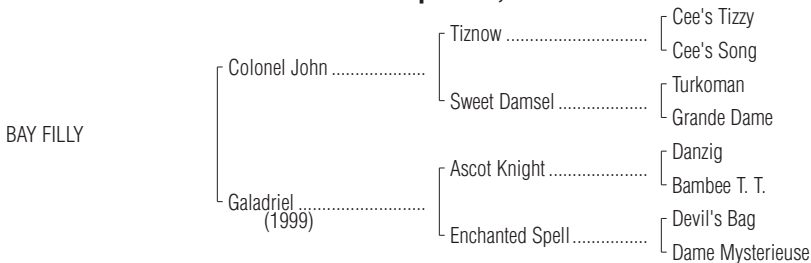 Cee's Tizzy
Tiznow
Cee's Song
Colonel John
Turkoman
Sweet Damsel
Grande Dame
BAY FILLY
Danzig
Ascot Knight
Bambee T. T.
Galadriel
(1999)
Devil's Bag
Enchanted Spell
Dame Mysterieuse